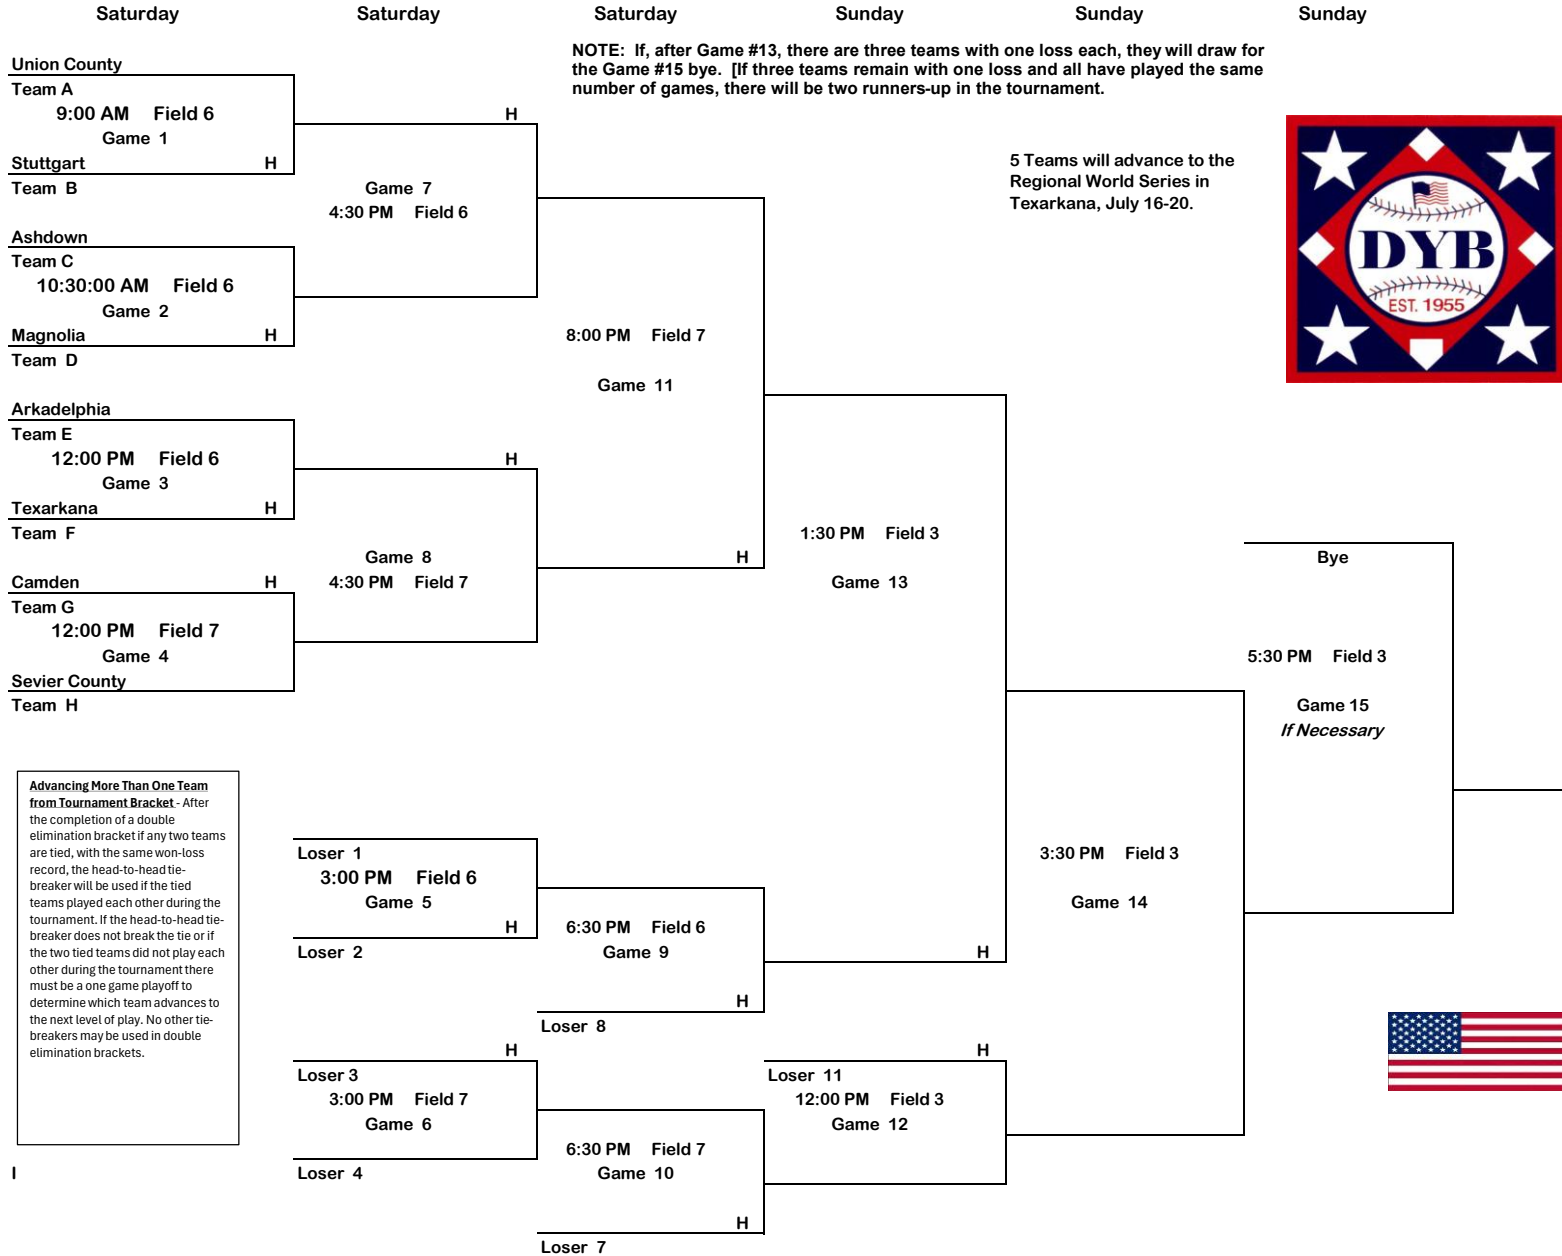 Saturday Saturday Saturday Sunday Sunday Sunday
NOTE: If, after Game #13, there are three teams with one loss each, they will draw for
the Game #15 bye. [If three teams remain with one loss and all have played the same
number of games, there will be two runners-up in the tournament.
Union County
Team A
9:00 AM Field 6
Game 1
Stuttgart H
Team B
H
Game 7
4:30 PM Field 6
5 Teams will advance to the
Regional World Series in
Texarkana, July 16-20.
DYB
EST. 1955
Ashdown
Team C
10:30:00 AM Field 6
Game 2
Magnolia H
Team D
8:00 PM Field 7
Game 11
Arkadelphia
Team E
12:00 PM Field 6
Game 3
Texarkana H
Team F
H
Game 8
4:30 PM Field 7
H
1:30 PM Field 3
Game 13
Bye
Camden H
Team G
12:00 PM Field 7
Game 4
Sevier County
Team H
5:30 PM Field 3
Game 15
If Necessary
Advancing More Than One Team
from Tournament Bracket - After
the completion of a double
elimination bracket if any two teams
are tied, with the same won-loss
record, the head-to-head tie-
breaker will be used if the tied
teams played each other during the
tournament. If the head-to-head tie-
breaker does not break the tie or if
the two tied teams did not play each
other during the tournament there
must be a one game playoff to
determine which team advances to
the next level of play. No other tie-
breakers may be used in double
elimination brackets.
Loser 1
3:00 PM Field 6
Game 5
H
Loser 2
6:30 PM Field 6
Game 9
H
Loser 8
H
3:30 PM Field 3
Game 14
H
Loser 3
3:00 PM Field 7
Game 6
Loser 4
H
Loser 11
12:00 PM Field 3
Game 12
6:30 PM Field 7
Game 10
H
Loser 7
I